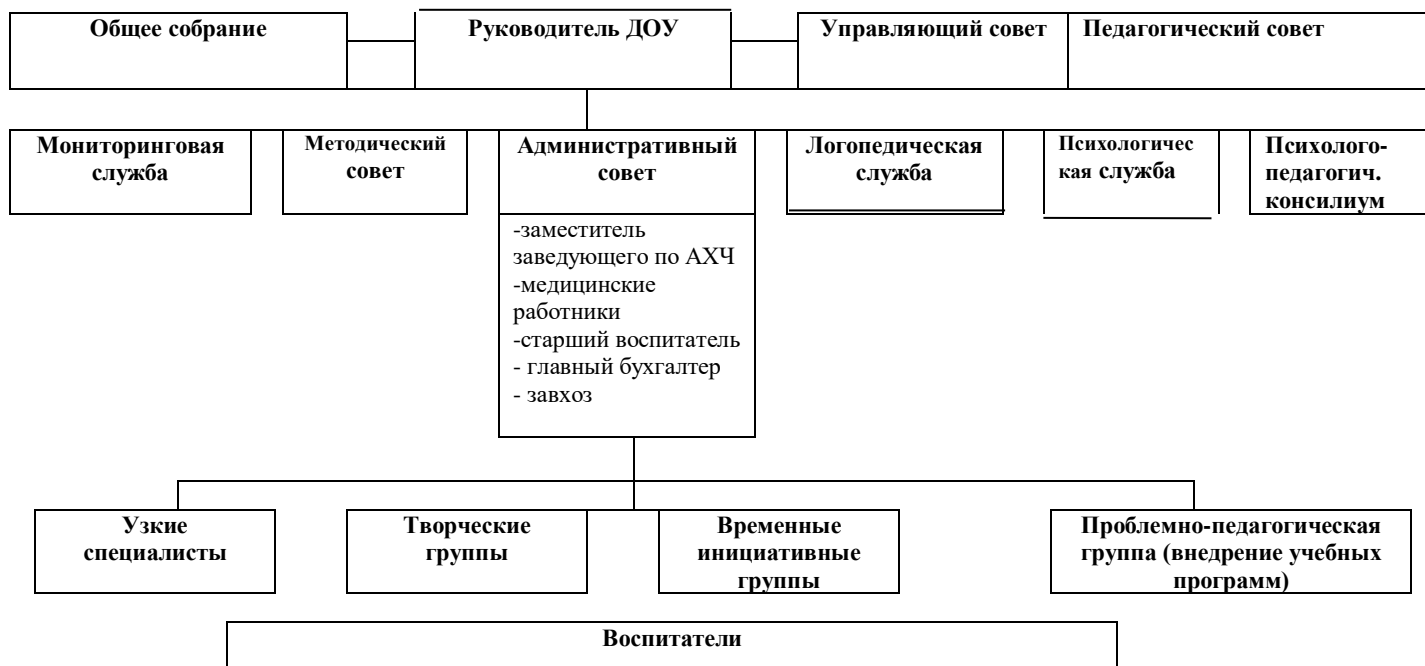 Общее собрание
Руководитель ДОУ
Управляющий совет
Педагогический совет
Мониторинговая
служба
Методический
совет
Административный
совет
Логопедическая
служба
Психологичес
кая служба
Психолого-
педагогич.
консилиум
-заместитель
заведующего по АХЧ
-медицинские
работники
-старший воспитатель
- главный бухгалтер
- завхоз
Узкие
специалисты
Творческие
группы
Временные
инициативные
группы
Проблемно-педагогическая
группа (внедрение учебных
программ)
Воспитатели